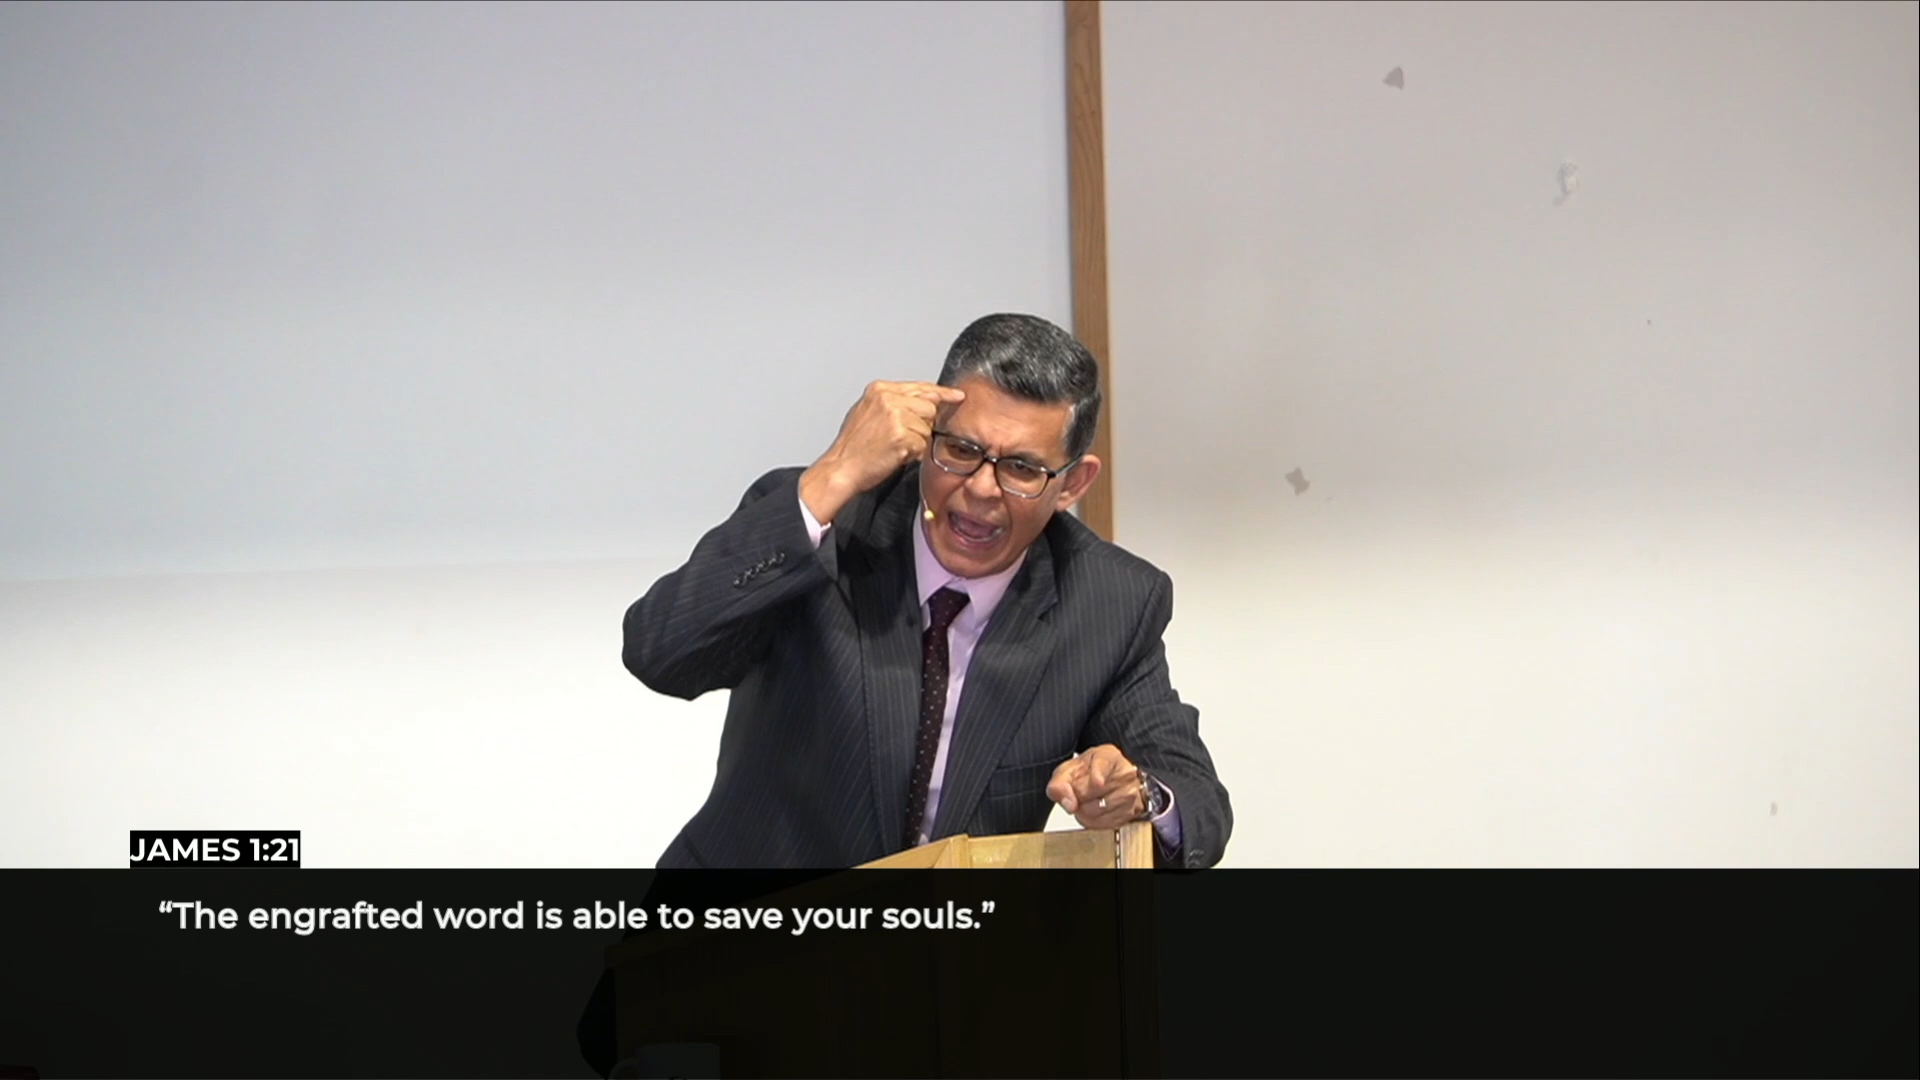 JAMES 1:21
“The engrafted word is able to save your souls.”